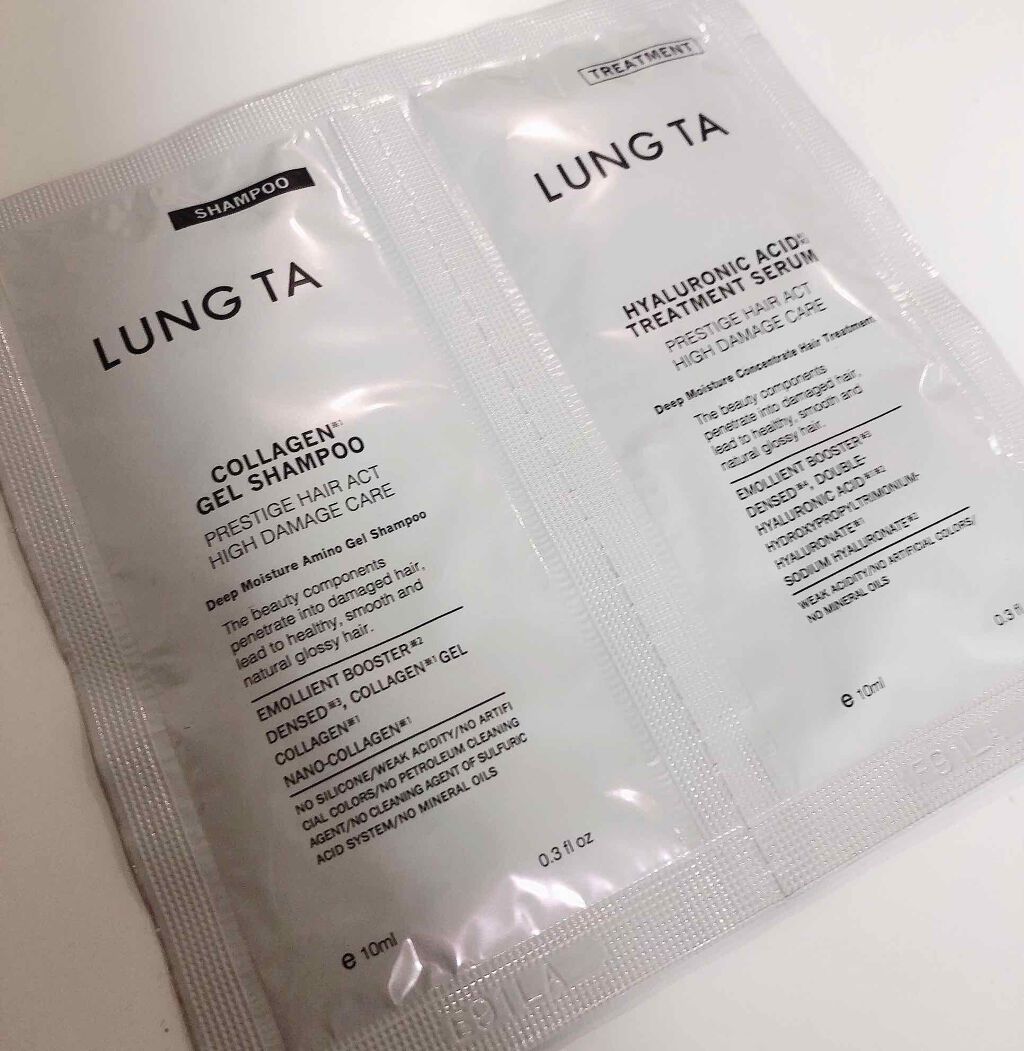 SHAMPOO
LUNG TA
COLLAGEN※1
GEL SHAMPOO
PRESTIGE HAIR ACT
HIGH DAMAGE CARE
Deep Moisture Amino Gel Shampoo
The beauty components
penetrate into damaged hair,
lead to healthy, smooth and
natural glossy hair.
EMOLLIENT BOOSTER※2
DENSED※3, COLLAGEN※1 GEL
COLLAGEN※1
NANO-COLLAGEN※1
NO SILICONE/WEAK ACIDITY/NO ARTIFI
CIAL COLORS/NO PETROLEUM CLEANING
AGENT/NO CLEANING AGENT OF SULFURIC
ACID SYSTEM/NO MINERAL OILS
℮ 10ml
0.3 fl oz
TREATMENT
LUNG TA
HYALURONIC ACID
TREATMENT SERUM
PRESTIGE HAIR ACT
HIGH DAMAGE CARE
Deep Moisture Concentrate Hair Treatment
The beauty components
penetrate into damaged hair,
lead to healthy, smooth and
natural glossy hair.
EMOLLIENT BOOSTER※3
DENSED※4, DOUBLE-
HYALURONIC ACID※1※2
HYDROXYPROPYLTRIMONIUM-
HYALURONATE※1
SODIUM HYALURONATE※2
WEAK ACIDITY/NO ARTIFICIAL COLORS/
NO MINERAL OILS
℮ 10ml
0.3 fl